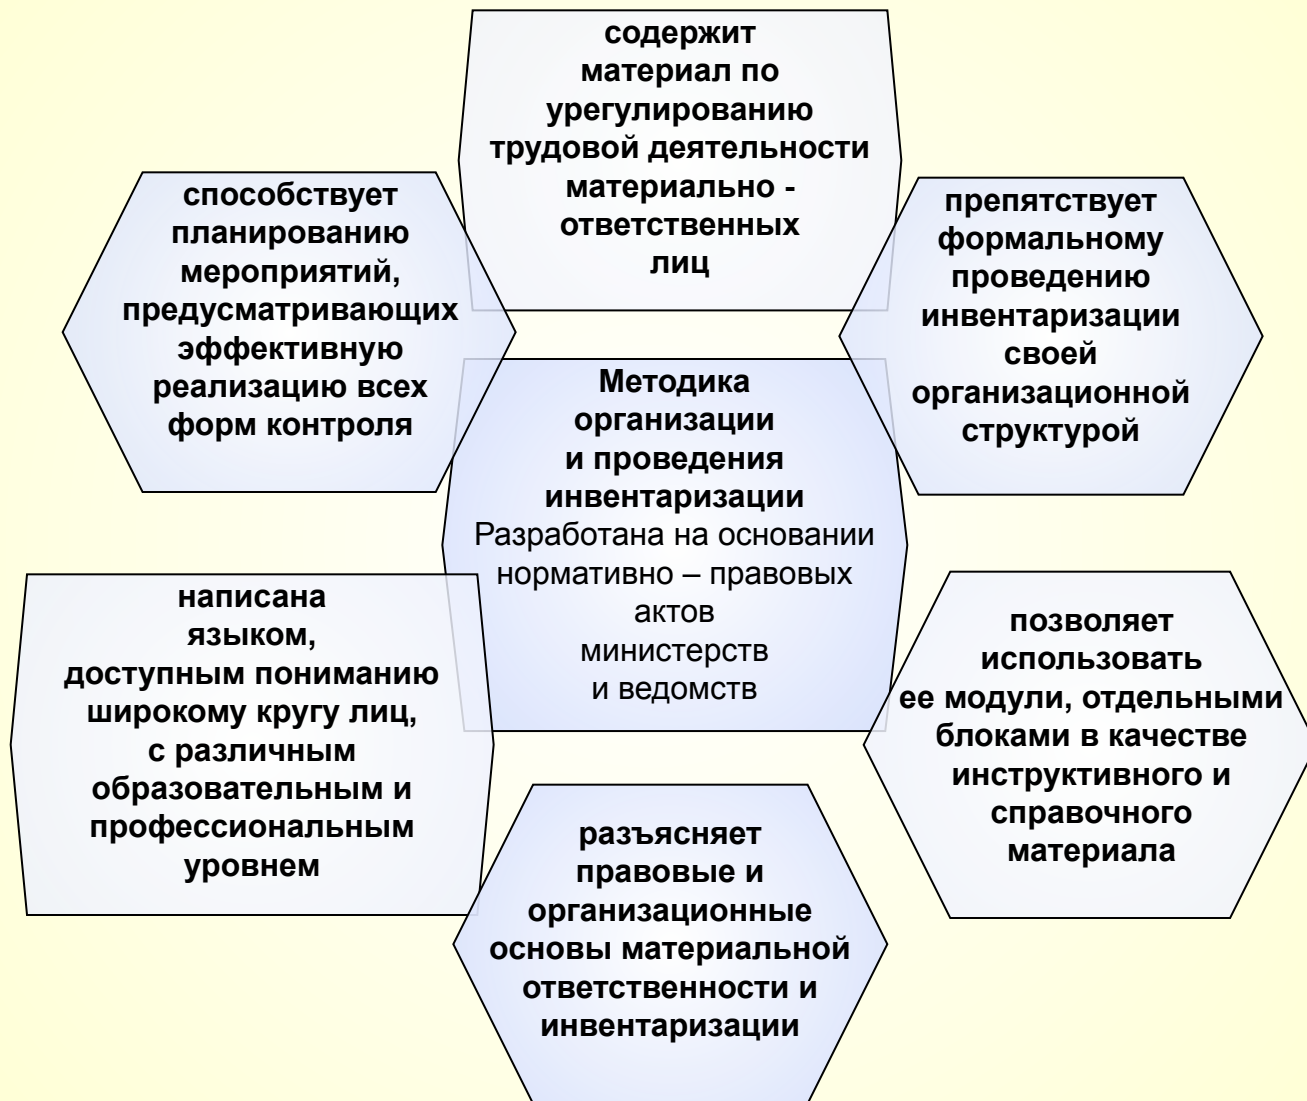 содержит
материал по
урегулированию
трудовой деятельности
материально -
ответственных
лиц
способствует
планированию
мероприятий,
предусматривающих
эффективную
реализацию всех
форм контроля
препятствует
формальному
проведению
инвентаризации
своей
организационной
структурой
Методика
организации
и проведения
инвентаризации
Разработана на основании
нормативно – правовых
актов
министерств
и ведомств
написана
языком,
доступным пониманию
широкому кругу лиц,
с различным
образовательным и
профессиональным
уровнем
позволяет
использовать
ее модули, отдельными
блоками в качестве
инструктивного и
справочного
материала
разъясняет
правовые и
организационные
основы материальной
ответственности и
инвентаризации